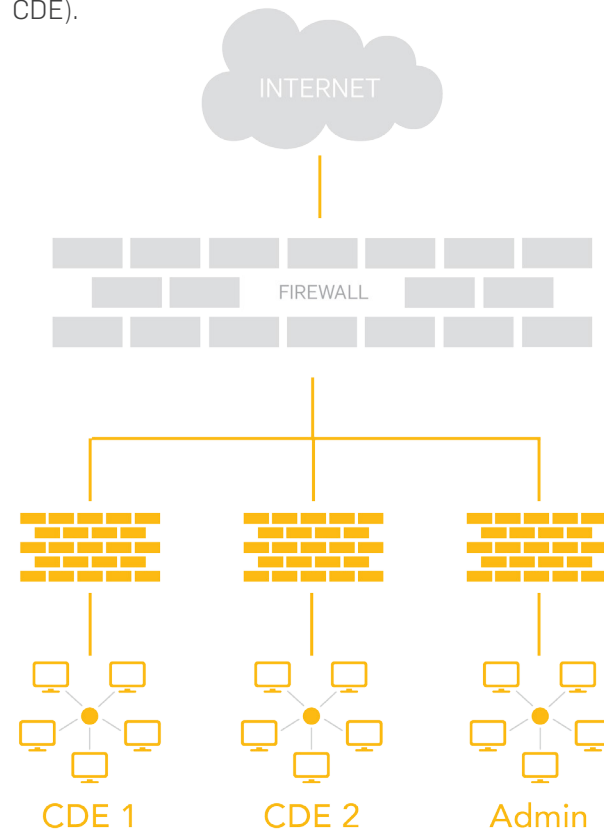 CDE).
INTERNET
FIREWALL
CDE 1
CDE 2
Admin